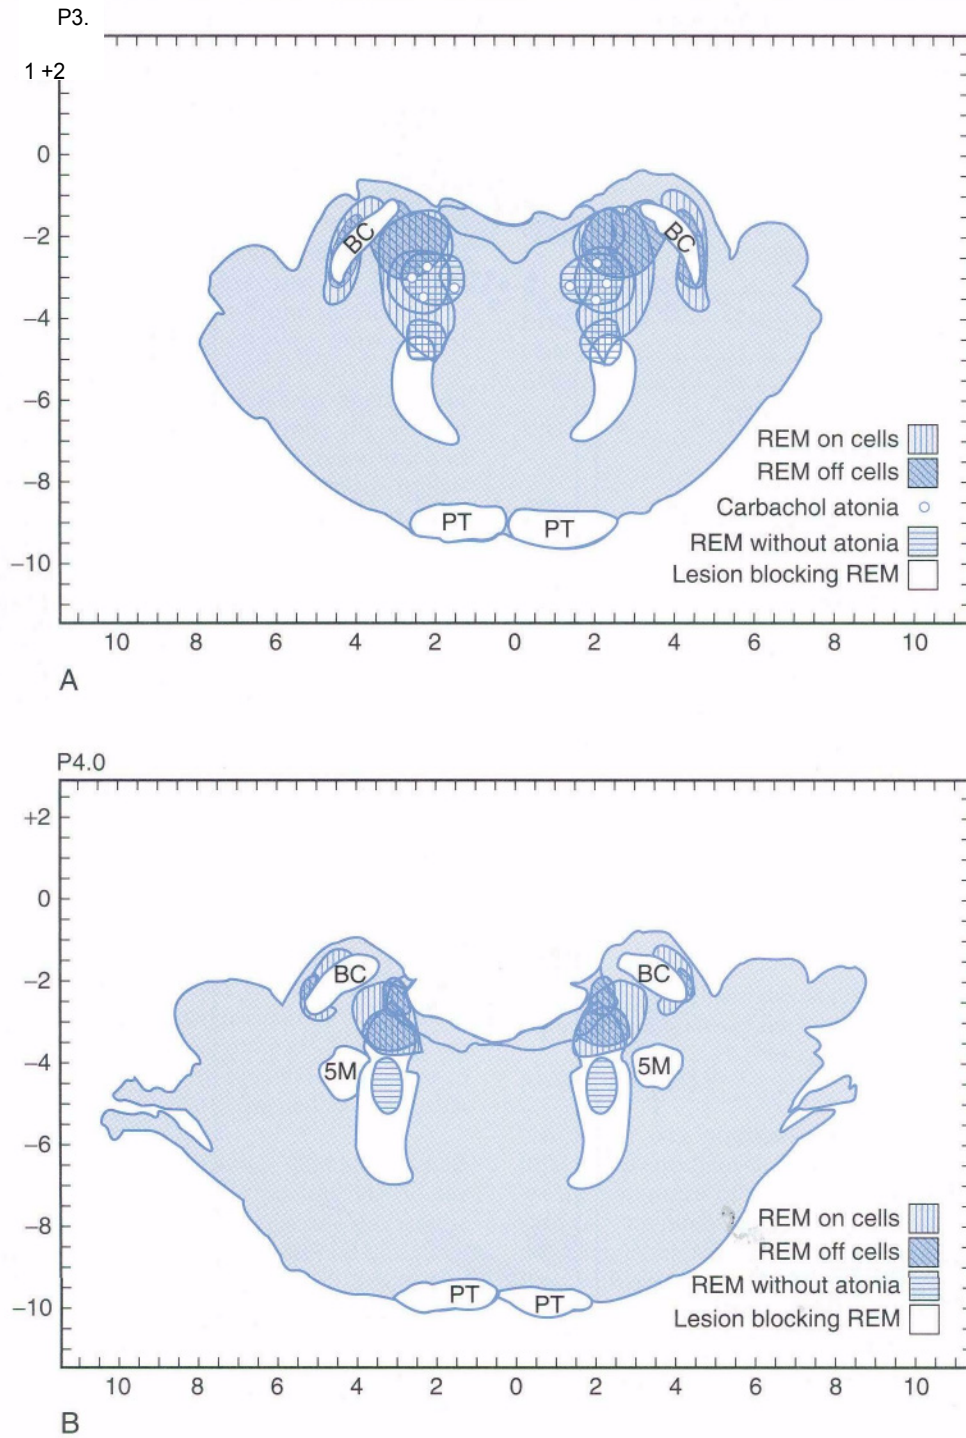 P3.
1 +2
0
−2
−4
−6
−8
−10
BC
BC
PT
PT
REM on cells
REM off cells
Carbachol atonia
REM without atonia
Lesion blocking REM
10 8 6 4 2 0 2 4 6 8 10
A
P4.0
+2
0
−2
−4
−6
−8
−10
BC
BC
5M
5M
PT
PT
REM on cells
REM off cells
REM without atonia
Lesion blocking REM
10 8 6 4 2 0 2 4 6 8 10
B